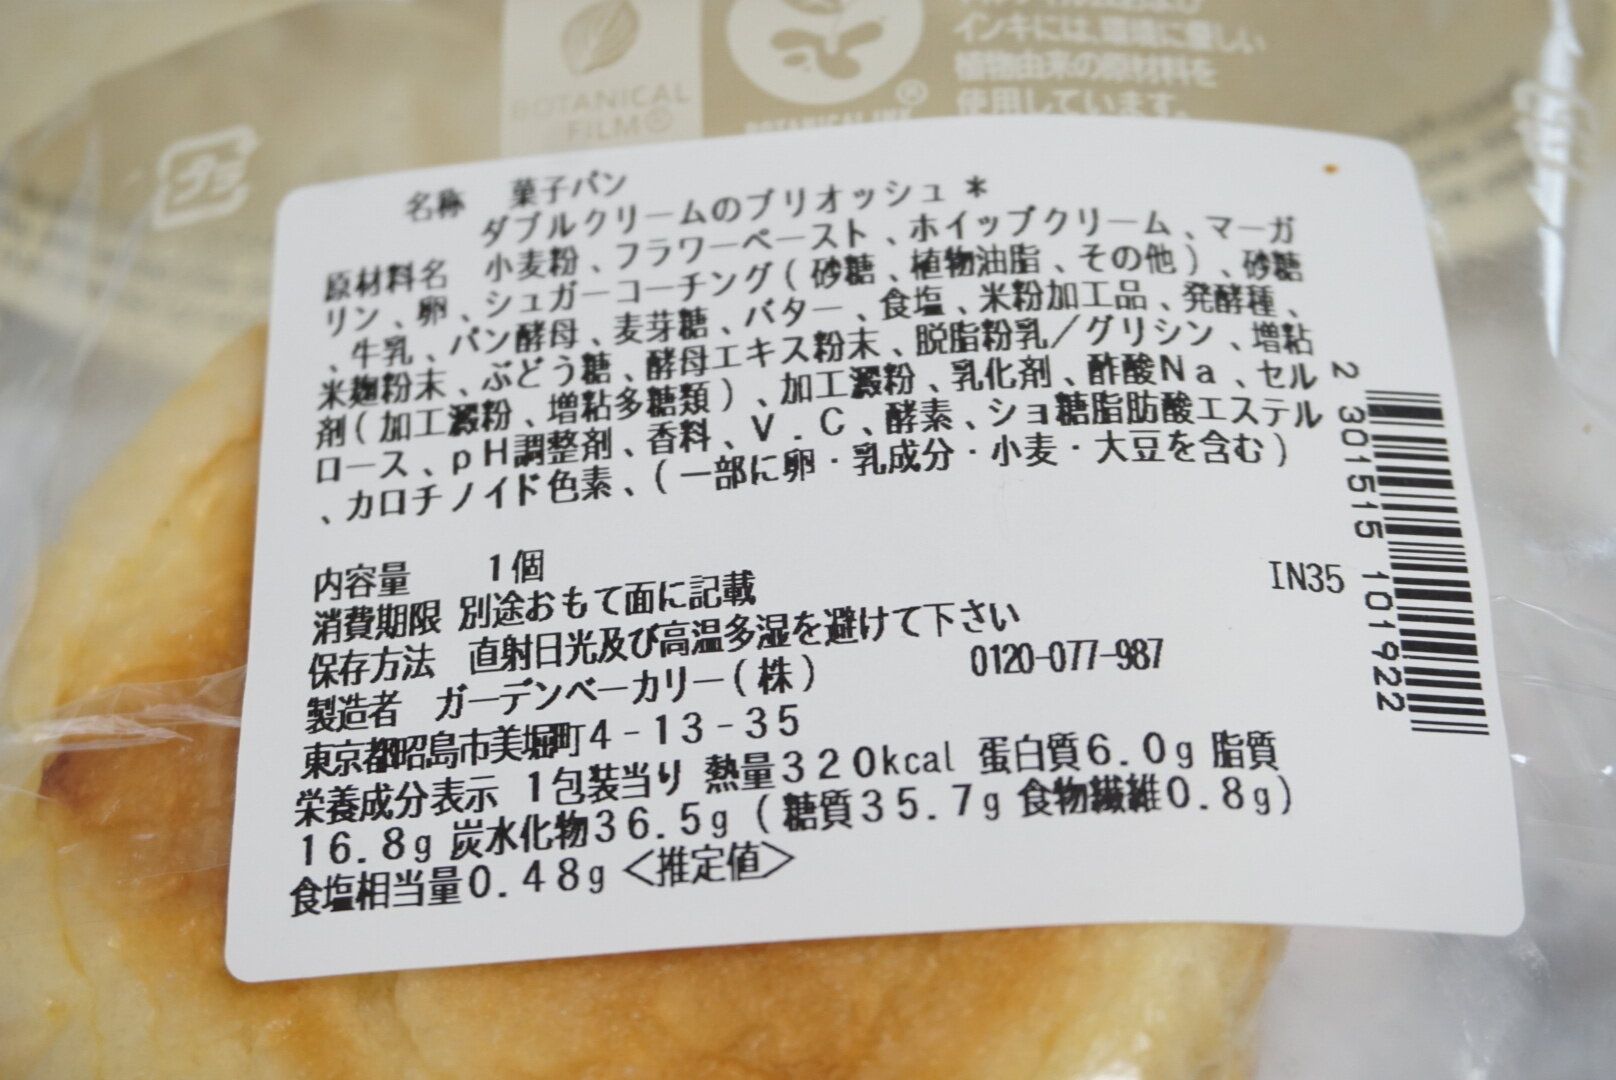 BOTANICAL
FILM®
プラ
インキには、環境に優しい
植物由来の原材料を
使用しています。
名称 菓子パン
ダブルクリームのブリオッシュ*
原材料名 小麦粉、フラワーペースト、ホイップクリーム、マーガ
リン、卵、シュガーコーチング(砂糖、植物油脂、その他)、砂糖
、牛乳、パン酵母、麦芽糖、バター、食塩、米粉加工品、発酵種、
米麹粉末、ぶどう糖、酵母エキス粉末、脱脂粉乳/グリシン、増粘
剤(加工澱粉、増粘多糖類)、加工澱粉、乳化剤、酢酸Na、セル
ロース、pH調整剤、香料、V.C、酵素、ショ糖脂肪酸エステル
、カロチノイド色素、(一部に卵・乳成分・小麦・大豆を含む)
内容量 1個
消費期限 別途おもて面に記載
保存方法 直射日光及び高温多湿を避けて下さい
製造者 ガーデンベーカリー(株) 0120-077-987
東京都昭島市美堀町4-13-35
栄養成分表示 1包装当り 熱量320kcal 蛋白質6.0g 脂質
16.8g 炭水化物36.5g(糖質35.7g 食物繊維0.8g)
食塩相当量0.48g<推定値>
IN35
2 301515 101922